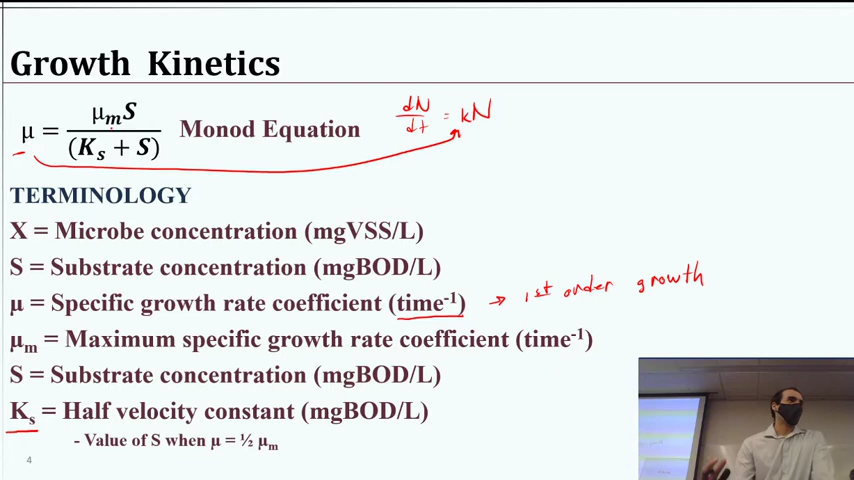 Growth Kinetics
μ = μₘS / (Kₛ + S) Monod Equation dN/dt = kN
TERMINOLOGY
X = Microbe concentration (mgVSS/L)
S = Substrate concentration (mgBOD/L)
μ = Specific growth rate coefficient (time⁻¹) → 1st order growth
μₘ = Maximum specific growth rate coefficient (time⁻¹)
S = Substrate concentration (mgBOD/L)
Kₛ = Half velocity constant (mgBOD/L)
- Value of S when μ = ½ μₘ
4